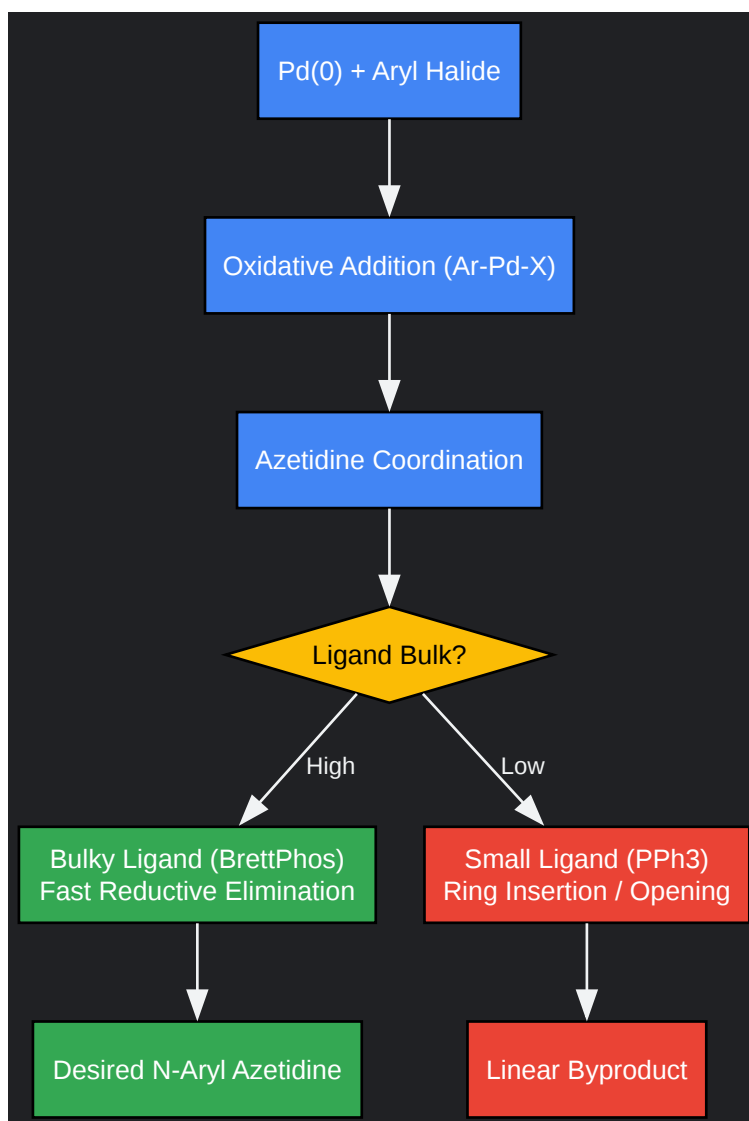 Pd(0) + Aryl Halide
Oxidative Addition (Ar-Pd-X)
Azetidine Coordination
Ligand Bulk?
High
Low
Bulky Ligand (BrettPhos)
Fast Reductive Elimination
Small Ligand (PPh3)
Ring Insertion / Opening
Desired N-Aryl Azetidine
Linear Byproduct